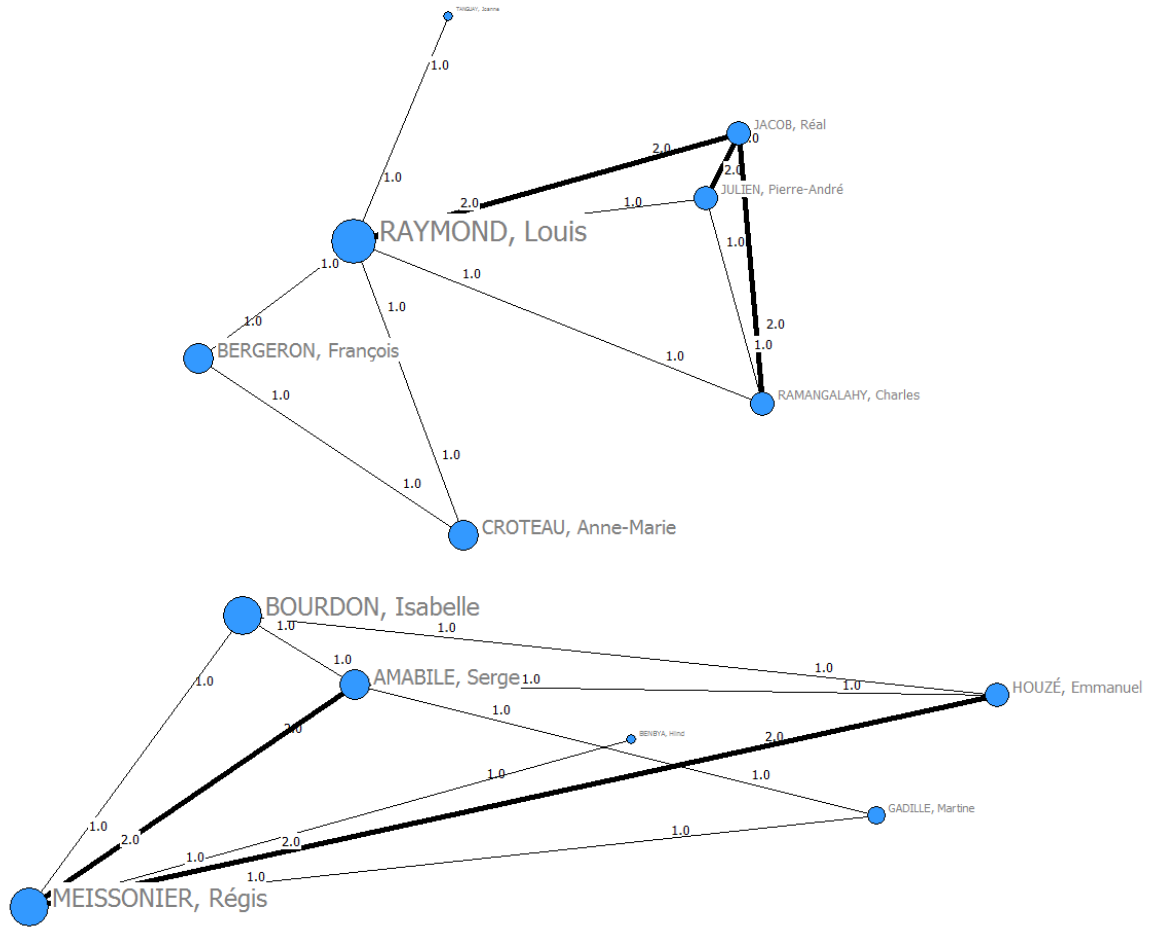 TANGUAY, Joanne
1.0
JACOB, Réal
.0
2.0
2.0
1.0
JULIEN, Pierre-André
2.0
1.0
RAYMOND, Louis
1.0
1.0
1.0
1.0
1.0
2.0
1.0
1.0
BERGERON, François
1.0
1.0
RAMANGALAHY, Charles
1.0
1.0
CROTEAU, Anne-Marie
BOURDON, Isabelle
1.0
1.0
1.0
1.0
AMABILE, Serge
1.0
1.0
1.0
HOUZÉ, Emmanuel
1.0
2.0
BENBYA, Hind
2.0
1.0
1.0
GADILLE, Martine
1.0
1.0
2.0
2.0
1.0
1.0
MEISSONIER, Régis